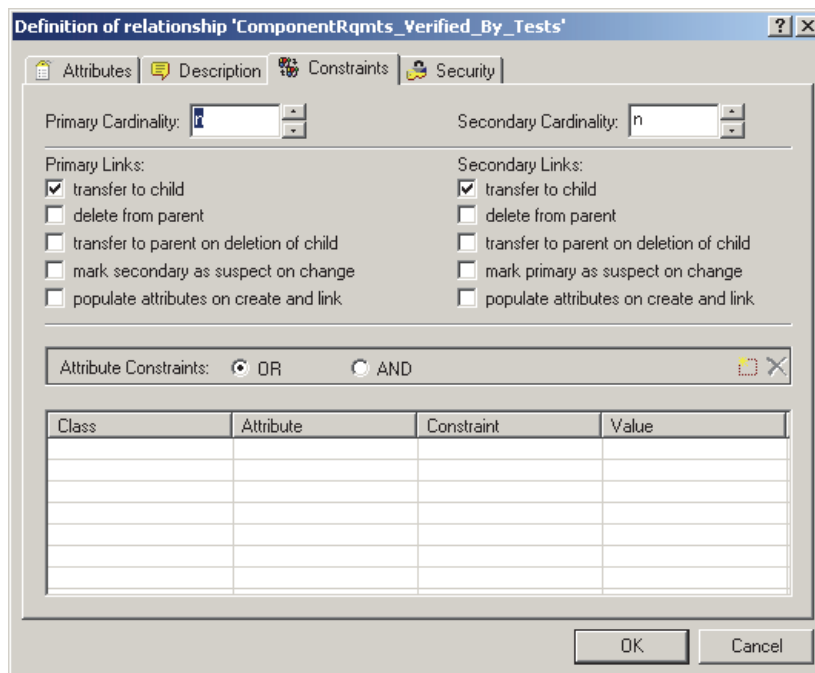 Definition of relationship 'ComponentRqmts_Verified_By_Tests'
Attributes Description Constraints Security
Primary Cardinality: n Secondary Cardinality: n
Primary Links: Secondary Links:
transfer to child transfer to child
delete from parent delete from parent
transfer to parent on deletion of child transfer to parent on deletion of child
mark secondary as suspect on change mark primary as suspect on change
populate attributes on create and link populate attributes on create and link
Attribute Constraints: OR AND
Class Attribute Constraint Value
OK Cancel